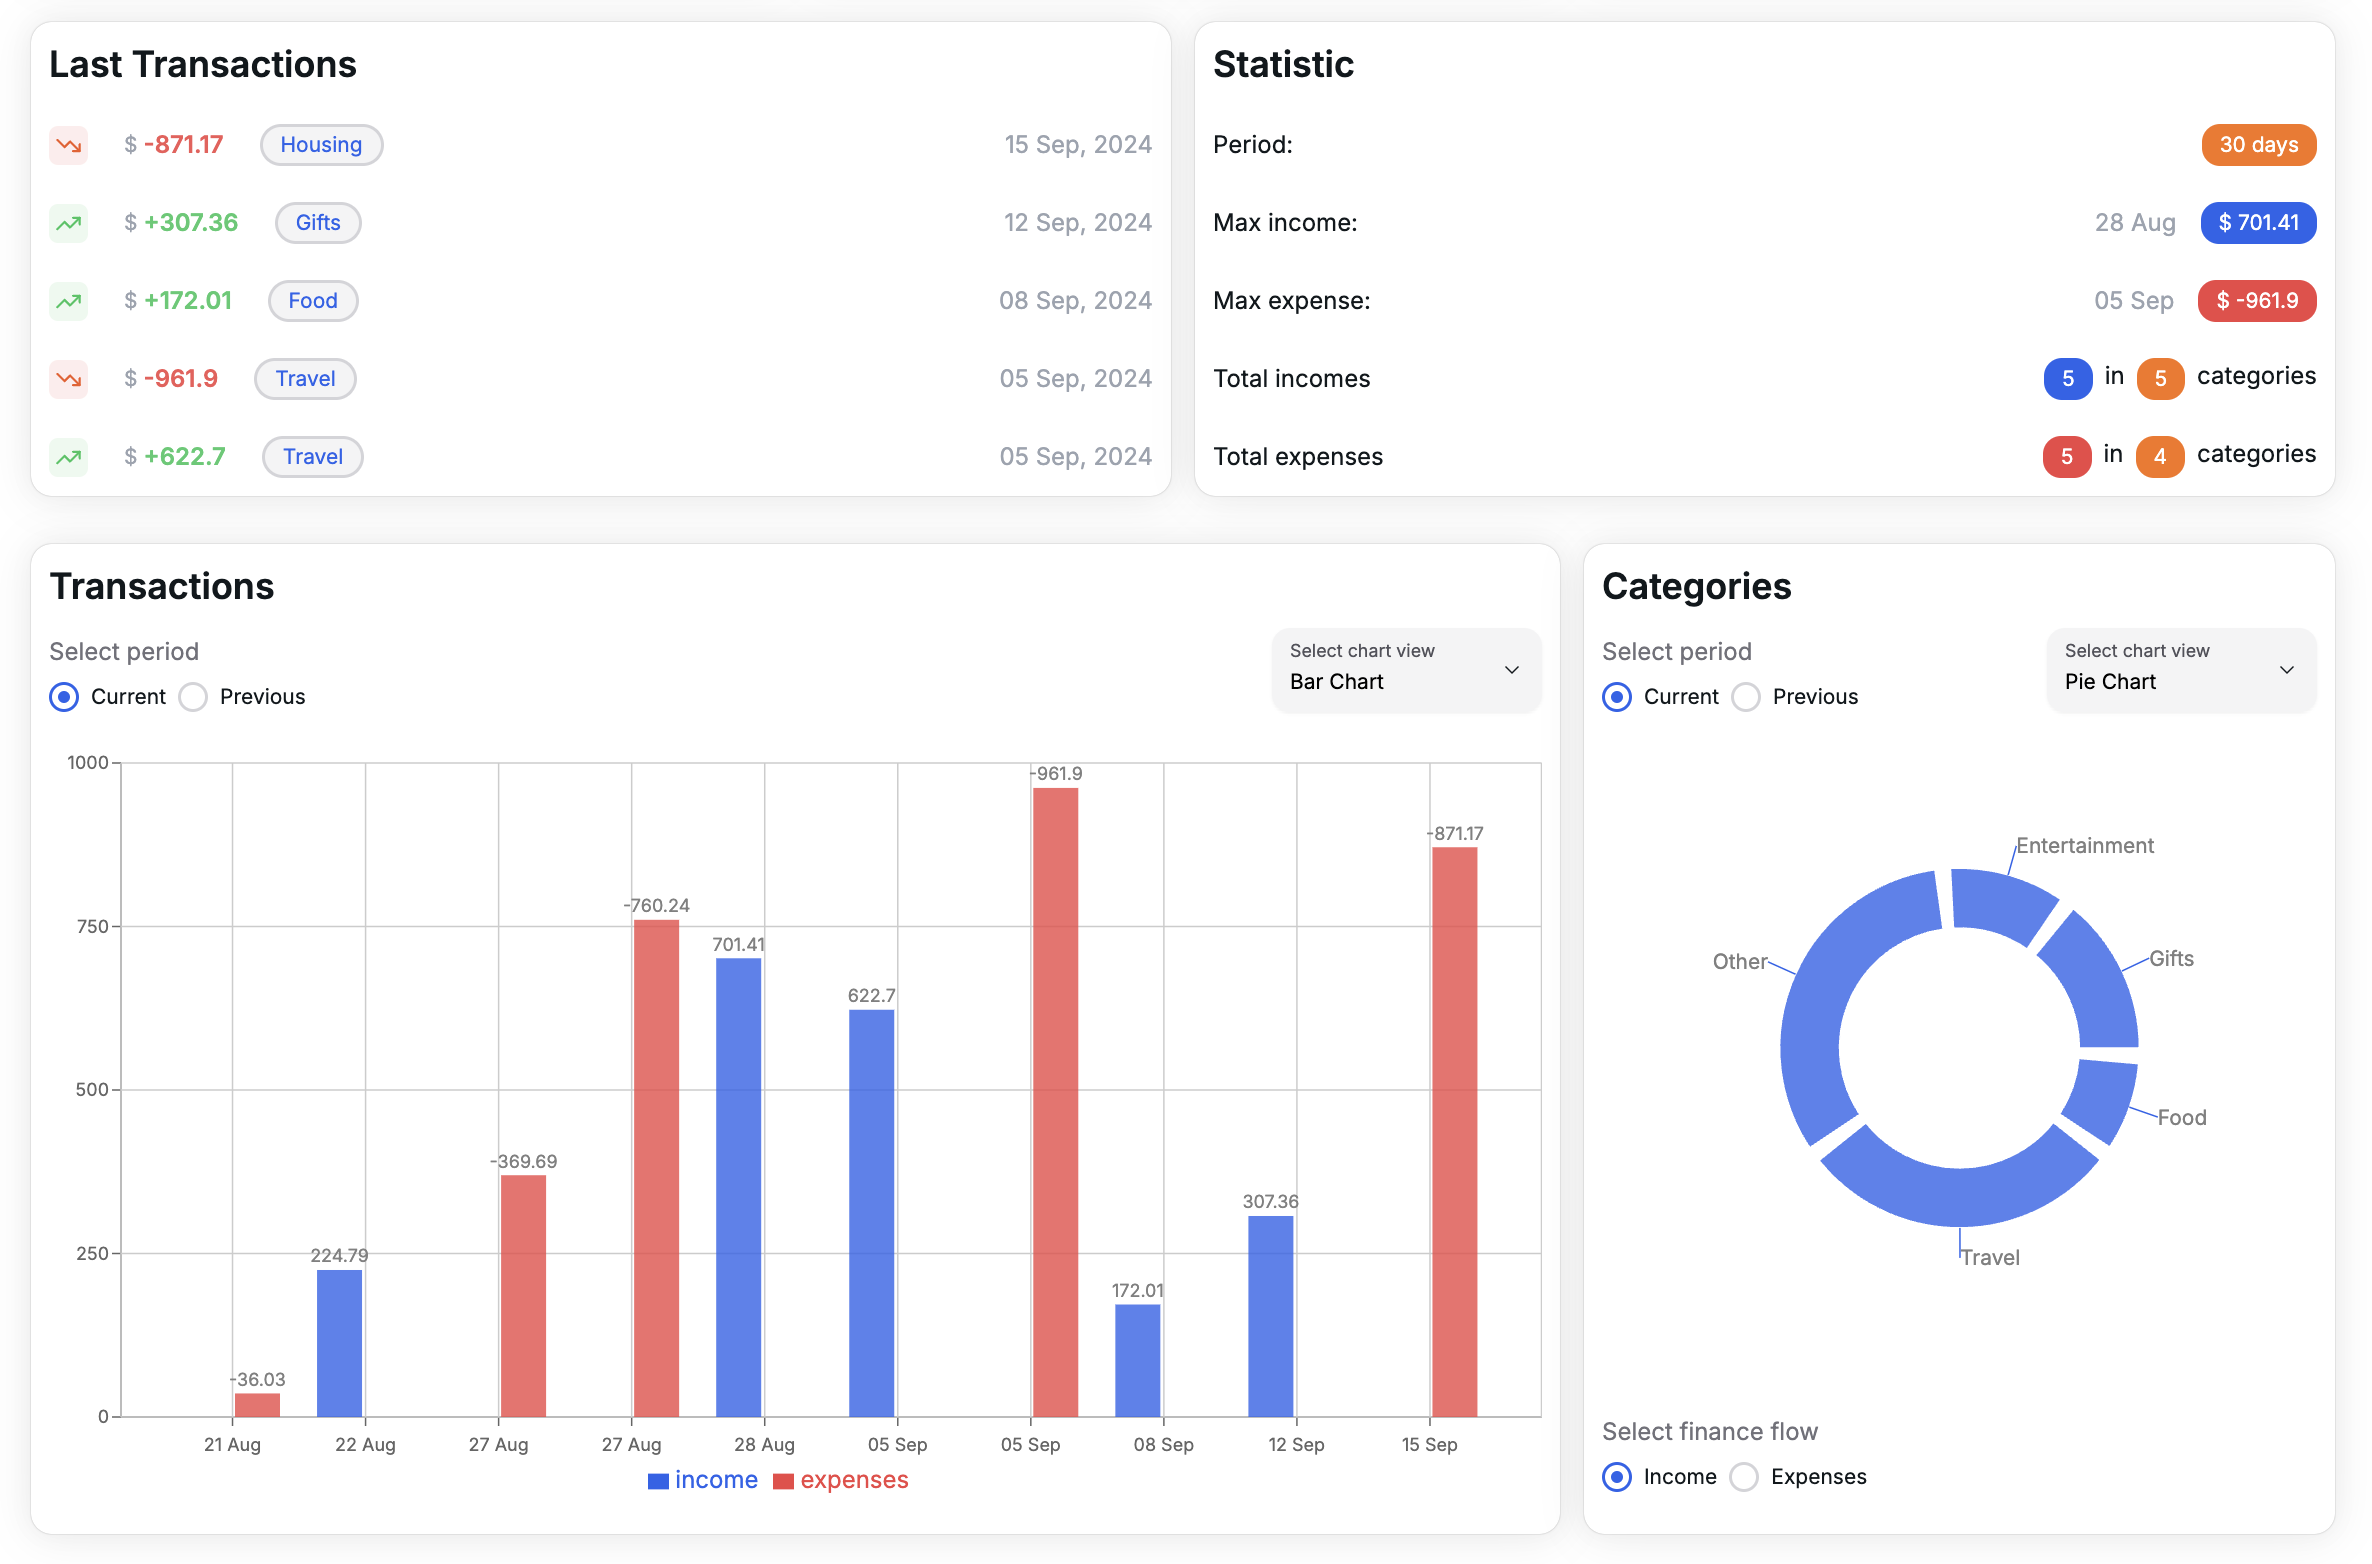 Last Transactions
$ -871.17 Housing 15 Sep, 2024
$ +307.36 Gifts 12 Sep, 2024
$ +172.01 Food 08 Sep, 2024
$ -961.9 Travel 05 Sep, 2024
$ +622.7 Travel 05 Sep, 2024
Statistic
Period: 30 days
Max income: 28 Aug $ 701.41
Max expense: 05 Sep $ -961.9
Total incomes 5 in 5 categories
Total expenses 5 in 4 categories
Transactions
Select period
Current Previous
Select chart view
Bar Chart
1000
750
500
250
0
-36.03
224.79
-369.69
-760.24
701.41
622.7
-961.9
172.01
307.36
-871.17
21 Aug 22 Aug 27 Aug 27 Aug 28 Aug 05 Sep 05 Sep 08 Sep 12 Sep 15 Sep
income expenses
Categories
Select period
Current Previous
Select chart view
Pie Chart
Entertainment
Gifts
Other
Food
Travel
Select finance flow
Income Expenses